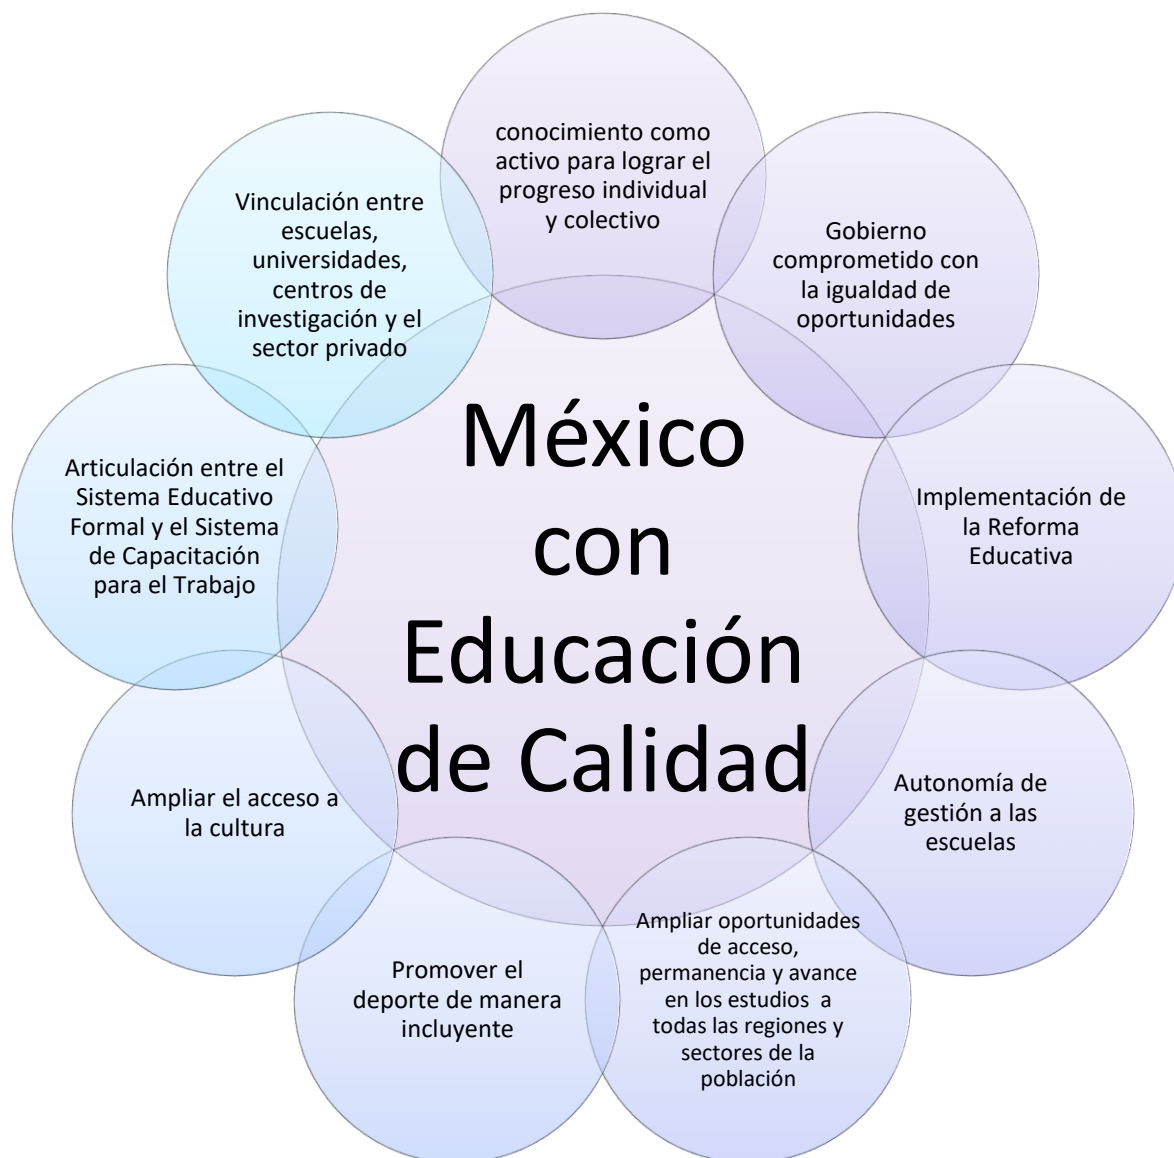 conocimiento como
activo para lograr el
progreso individual
y colectivo
Gobierno
comprometido con
la igualdad de
oportunidades
Implementación de
la Reforma
Educativa
Autonomía de
gestión a las
escuelas
Ampliar oportunidades
de acceso,
permanencia y avance
en los estudios a
todas las regiones y
sectores de la
población
Promover el
deporte de manera
incluyente
Ampliar el acceso a
la cultura
Articulación entre el
Sistema Educativo
Formal y el Sistema
de Capacitación
para el Trabajo
Vinculación entre
escuelas,
universidades,
centros de
investigación y el
sector privado
México
con
Educación
de Calidad